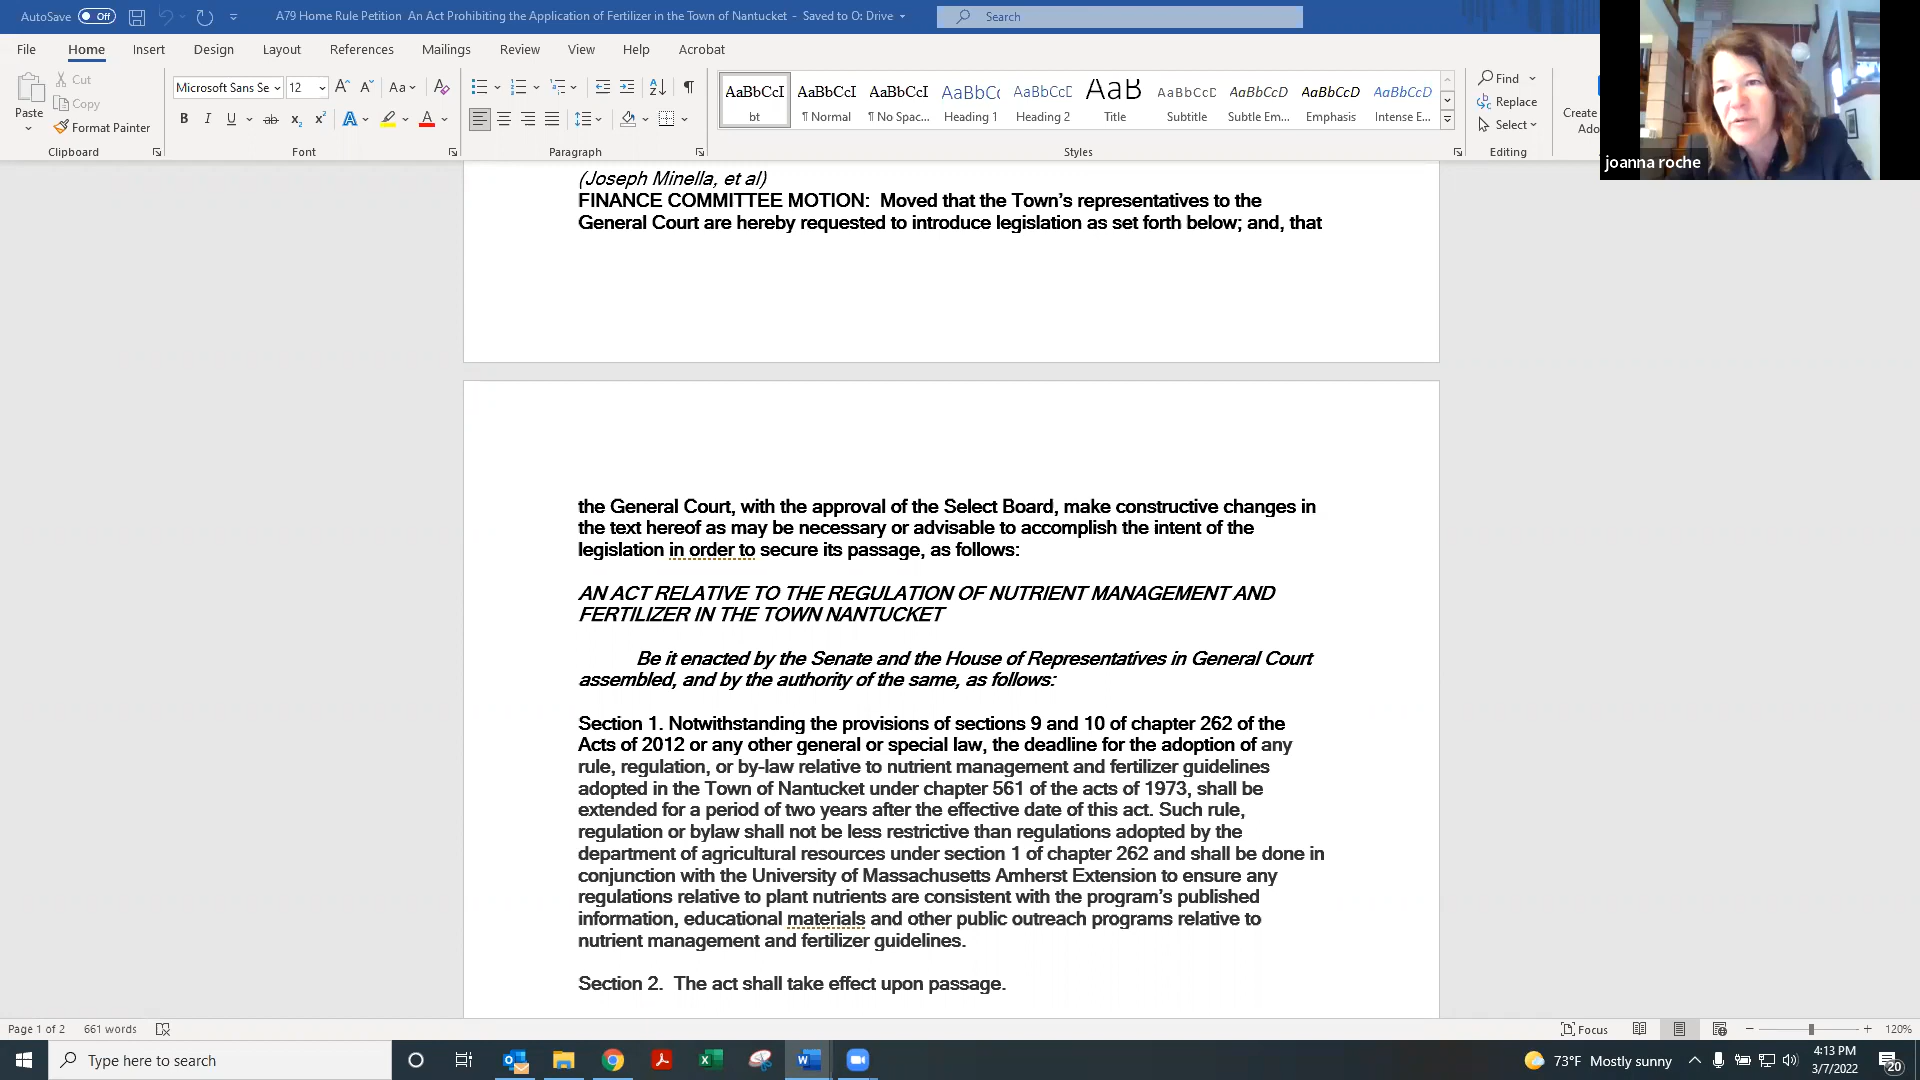 AutoSave Off A79 Home Rule Petition An Act Prohibiting the Application of Fertilizer in the Town of Nantucket - Saved to O: Drive Search
File Home Insert Design Layout References Mailings Review View Help Acrobat
Paste Cut Copy Format Painter
Clipboard
Microsoft Sans Se 12
Font
Paragraph
AaBbCcI AaBbCcI AaBbCcI AaBbC AaBbCcD AaB AaBbCcD AaBbCcD AaBbCcD AaBbCcD
bt ¶ Normal ¶ No Spac... Heading 1 Heading 2 Title Subtitle Subtle Em... Emphasis Intense E...
Styles
Find
Replace
Select
Editing
Create
Ado
joanna roche
(Joseph Minella, et al)
FINANCE COMMITTEE MOTION: Moved that the Town's representatives to the
General Court are hereby requested to introduce legislation as set forth below; and, that
the General Court, with the approval of the Select Board, make constructive changes in
the text hereof as may be necessary or advisable to accomplish the intent of the
legislation in order to secure its passage, as follows:
AN ACT RELATIVE TO THE REGULATION OF NUTRIENT MANAGEMENT AND
FERTILIZER IN THE TOWN NANTUCKET
Be it enacted by the Senate and the House of Representatives in General Court
assembled, and by the authority of the same, as follows:
Section 1. Notwithstanding the provisions of sections 9 and 10 of chapter 262 of the
Acts of 2012 or any other general or special law, the deadline for the adoption of any
rule, regulation, or by-law relative to nutrient management and fertilizer guidelines
adopted in the Town of Nantucket under chapter 561 of the acts of 1973, shall be
extended for a period of two years after the effective date of this act. Such rule,
regulation or bylaw shall not be less restrictive than regulations adopted by the
department of agricultural resources under section 1 of chapter 262 and shall be done in
conjunction with the University of Massachusetts Amherst Extension to ensure any
regulations relative to plant nutrients are consistent with the program's published
information, educational materials and other public outreach programs relative to
nutrient management and fertilizer guidelines.
Section 2. The act shall take effect upon passage.
Page 1 of 2 661 words Focus 120%
Type here to search 73°F Mostly sunny 4:13 PM
3/7/2022 20